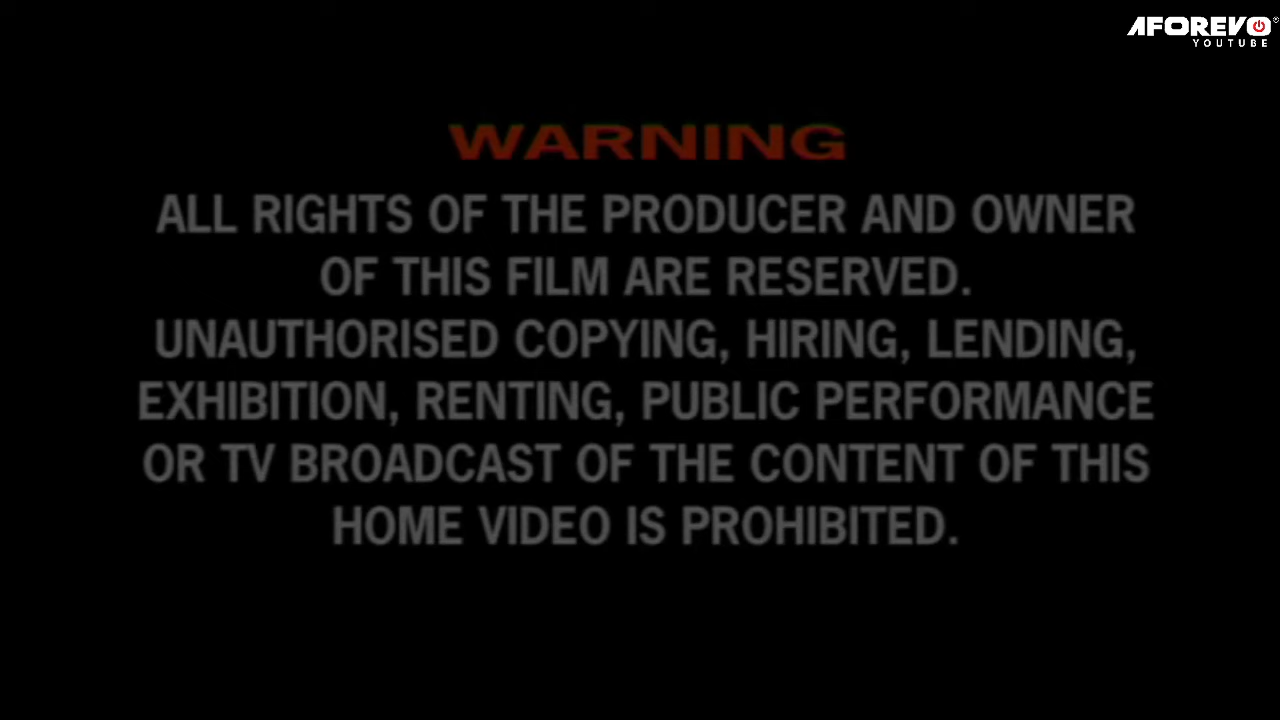 AFOREVO®
YOUTUBE
WARNING
ALL RIGHTS OF THE PRODUCER AND OWNER
OF THIS FILM ARE RESERVED.
UNAUTHORISED COPYING, HIRING, LENDING,
EXHIBITION, RENTING, PUBLIC PERFORMANCE
OR TV BROADCAST OF THE CONTENT OF THIS
HOME VIDEO IS PROHIBITED.